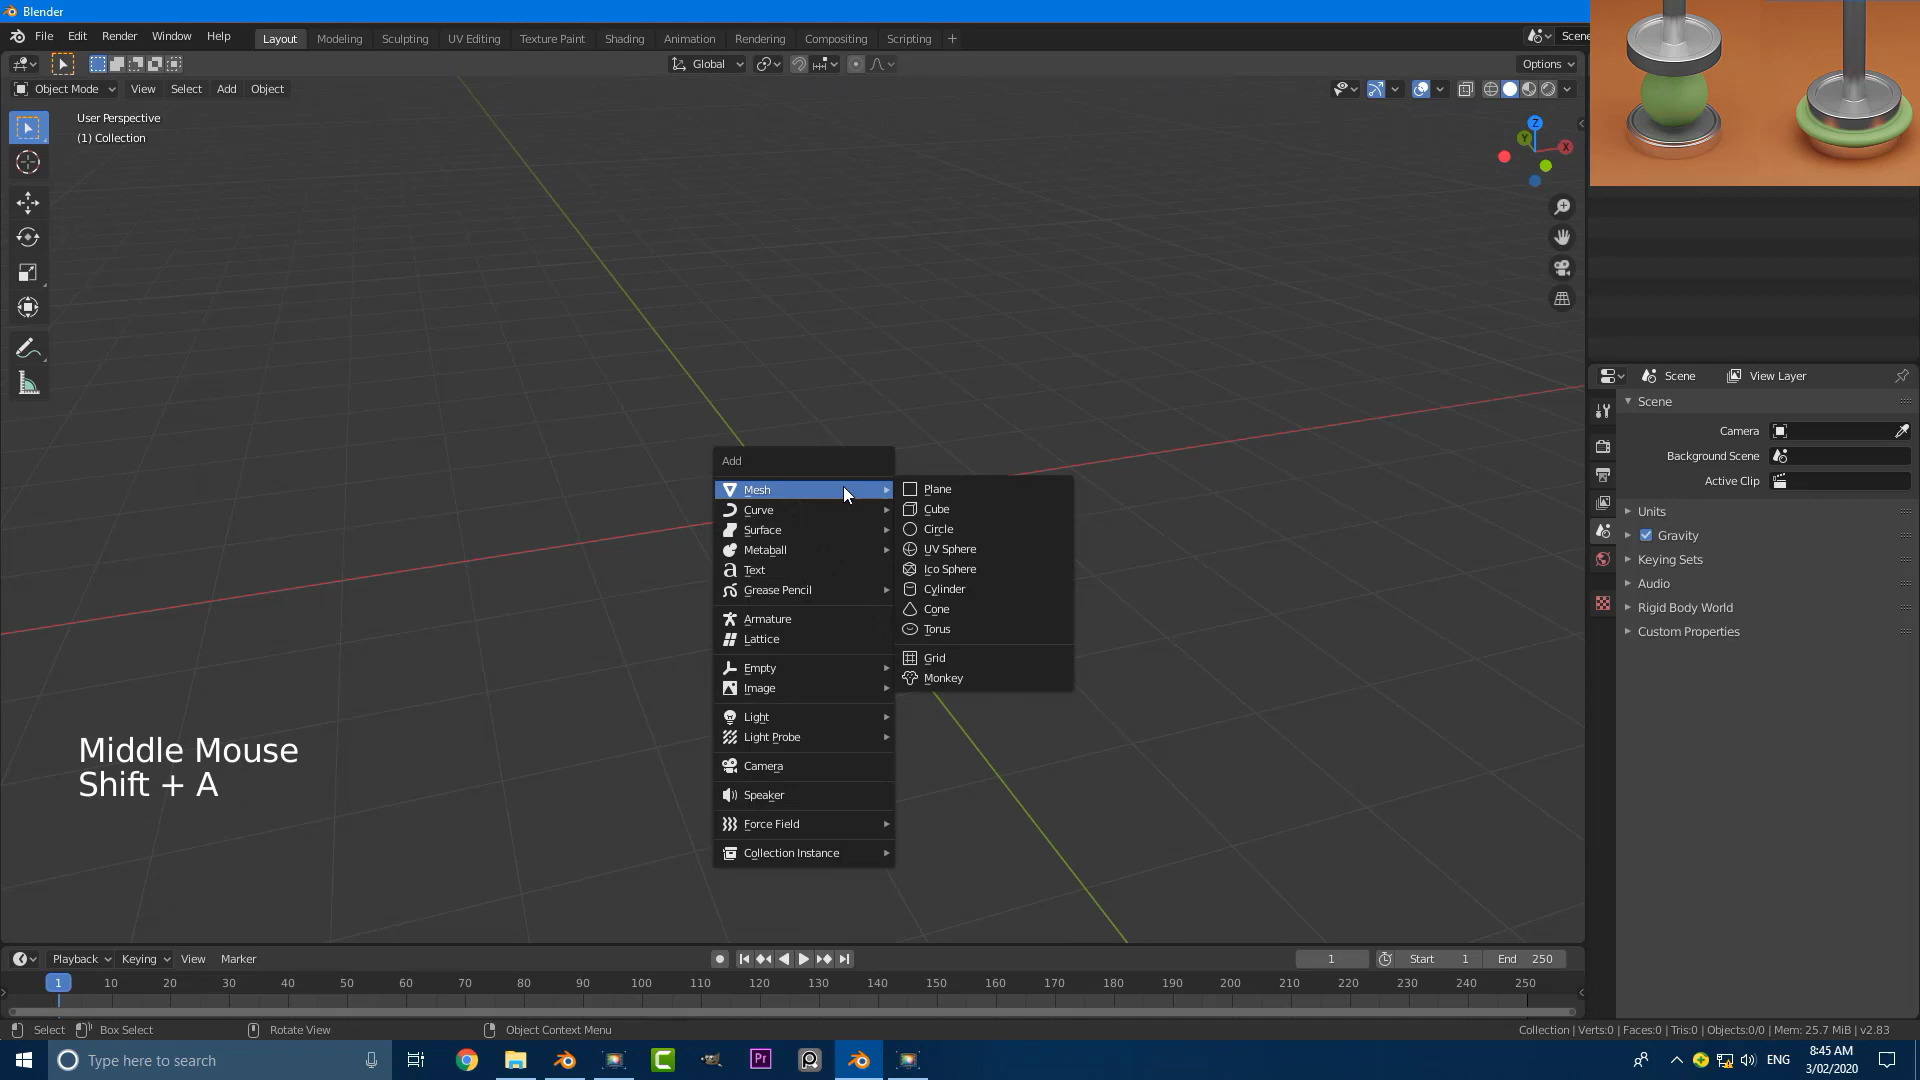 Blender
File Edit Render Window Help
Layout Modeling Sculpting UV Editing Texture Paint Shading Animation Rendering Compositing Scripting +
Scene
Global
Options
Object Mode View Select Add Object
User Perspective
(1) Collection
Z
Y
X
Add
Mesh
Curve
Surface
Metaball
Text
Grease Pencil
Armature
Lattice
Empty
Image
Light
Light Probe
Camera
Speaker
Force Field
Collection Instance
Plane
Cube
Circle
UV Sphere
Ico Sphere
Cylinder
Cone
Torus
Grid
Monkey
Middle Mouse
Shift + A
Scene View Layer
Scene
Camera
Background Scene
Active Clip
Units
Gravity
Keying Sets
Audio
Rigid Body World
Custom Properties
Playback Keying View Marker
1 Start 1 End 250
1 10 20 30 40 50 60 70 80 90 100 110 120 130 140 150 160 170 180 190 200 210 220 230 240 250
Select Box Select Rotate View Object Context Menu
Collection | Verts:0 | Faces:0 | Tris:0 | Objects:0/0 | Mem: 25.7 MiB | v2.83
Type here to search
Pr
ENG
8:45 AM
3/02/2020